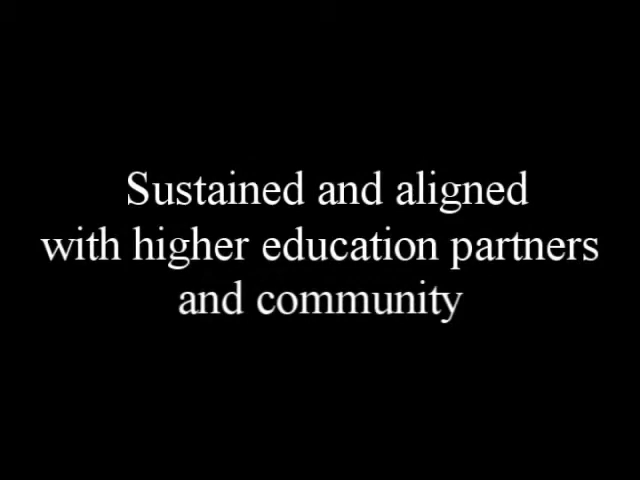 Sustained and aligned
with higher education partners
and community